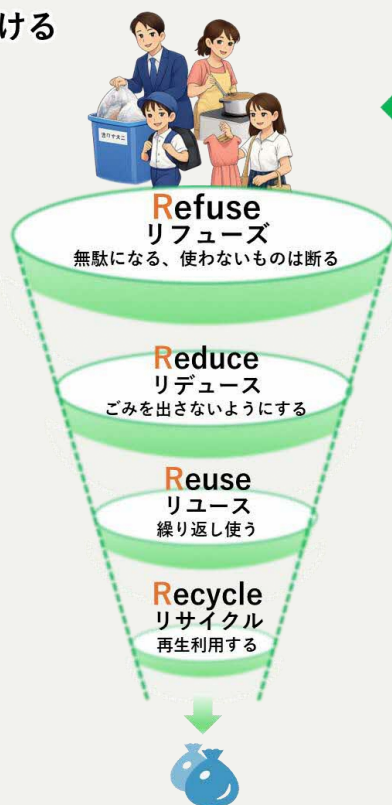 ける
Refuse
リフューズ
無駄になる、使わないものは断る
Reduce
リデュース
ごみを出さないようにする
Reuse
リユース
繰り返し使う
Recycle
リサイクル
再生利用する